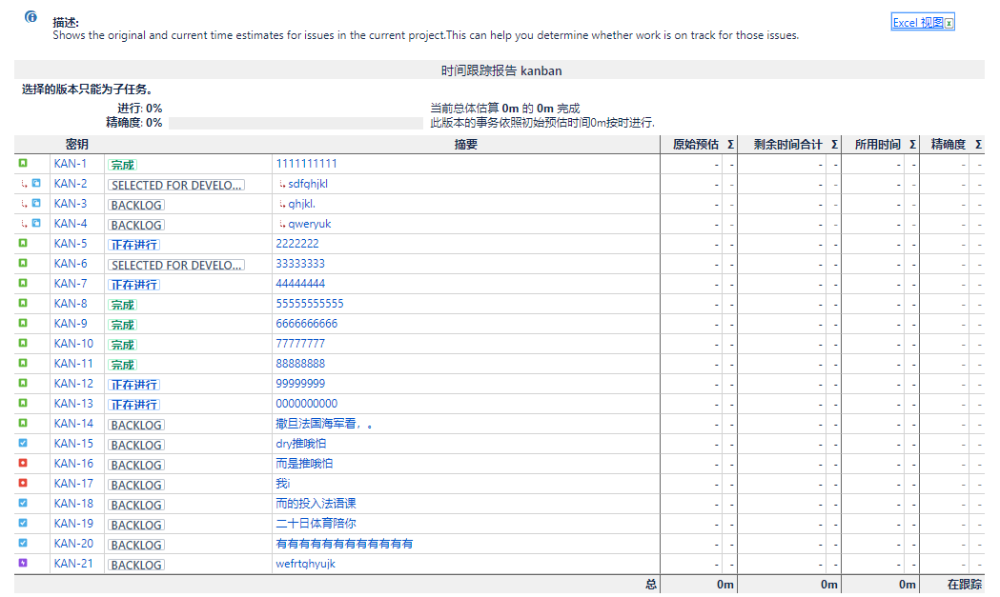 描述:
Excel 视图
Shows the original and current time estimates for issues in the current project.This can help you determine whether work is on track for those issues.
时间跟踪报告 kanban
选择的版本只能为子任务。
进行: 0% 当前总体估算 0m 的 0m 完成
精确度: 0% 此版本的事务依照初始预估时间0m按时进行.
密钥 摘要 原始预估 Σ 剩余时间合计 Σ 所用时间 Σ 精确度 Σ
KAN-1 完成 1111111111 - - - - - - - -
KAN-2 SELECTED FOR DEVELO... sdfqhjkl - - - - - - - -
KAN-3 BACKLOG qhjkl. - - - - - - - -
KAN-4 BACKLOG qweryuk - - - - - - - -
KAN-5 正在进行 2222222 - - - - - - - -
KAN-6 SELECTED FOR DEVELO... 33333333 - - - - - - - -
KAN-7 正在进行 44444444 - - - - - - - -
KAN-8 完成 55555555555 - - - - - - - -
KAN-9 完成 6666666666 - - - - - - - -
KAN-10 完成 77777777 - - - - - - - -
KAN-11 完成 88888888 - - - - - - - -
KAN-12 正在进行 99999999 - - - - - - - -
KAN-13 正在进行 0000000000 - - - - - - - -
KAN-14 BACKLOG 撒旦法国海军看，。 - - - - - - - -
KAN-15 BACKLOG dry推哦怕 - - - - - - - -
KAN-16 BACKLOG 而是推哦怕 - - - - - - - -
KAN-17 BACKLOG 我i - - - - - - - -
KAN-18 BACKLOG 而的投入法语课 - - - - - - - -
KAN-19 BACKLOG 二十日体育陪你 - - - - - - - -
KAN-20 BACKLOG 有有有有有有有有有有有有 - - - - - - - -
KAN-21 BACKLOG wefrtqhyujk - - - - - - - -
总 0m 0m 0m 在跟踪